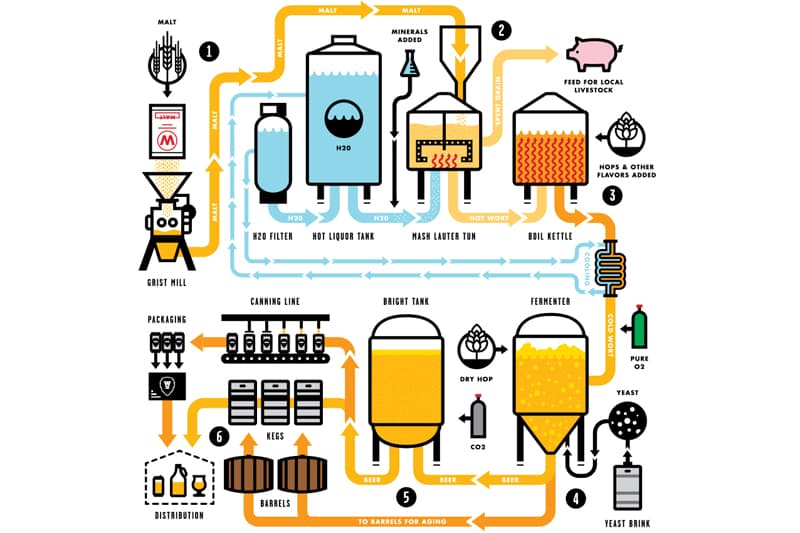 MALT
1
MALT
W
GRIST MILL
MALT
MALT
MALT
MALT
MALT
H2O FILTER
H2O
H2O
HOT LIQUOR TANK
H2O
MINERALS
ADDED
2
MASH LAUTER TUN
SPENT GRAIN
FEED FOR LOCAL
LIVESTOCK
HOT WORT
BOIL KETTLE
HOPS & OTHER
FLAVORS ADDED
3
COOLING
COLD WORT
PURE
O2
FERMENTER
DRY HOP
YEAST
YEAST BRINK
4
BEER
BEER
BEER
5
BRIGHT TANK
CO2
TO BARRELS FOR AGING
BARRELS
KEGS
CANNING LINE
PACKAGING
6
DISTRIBUTION